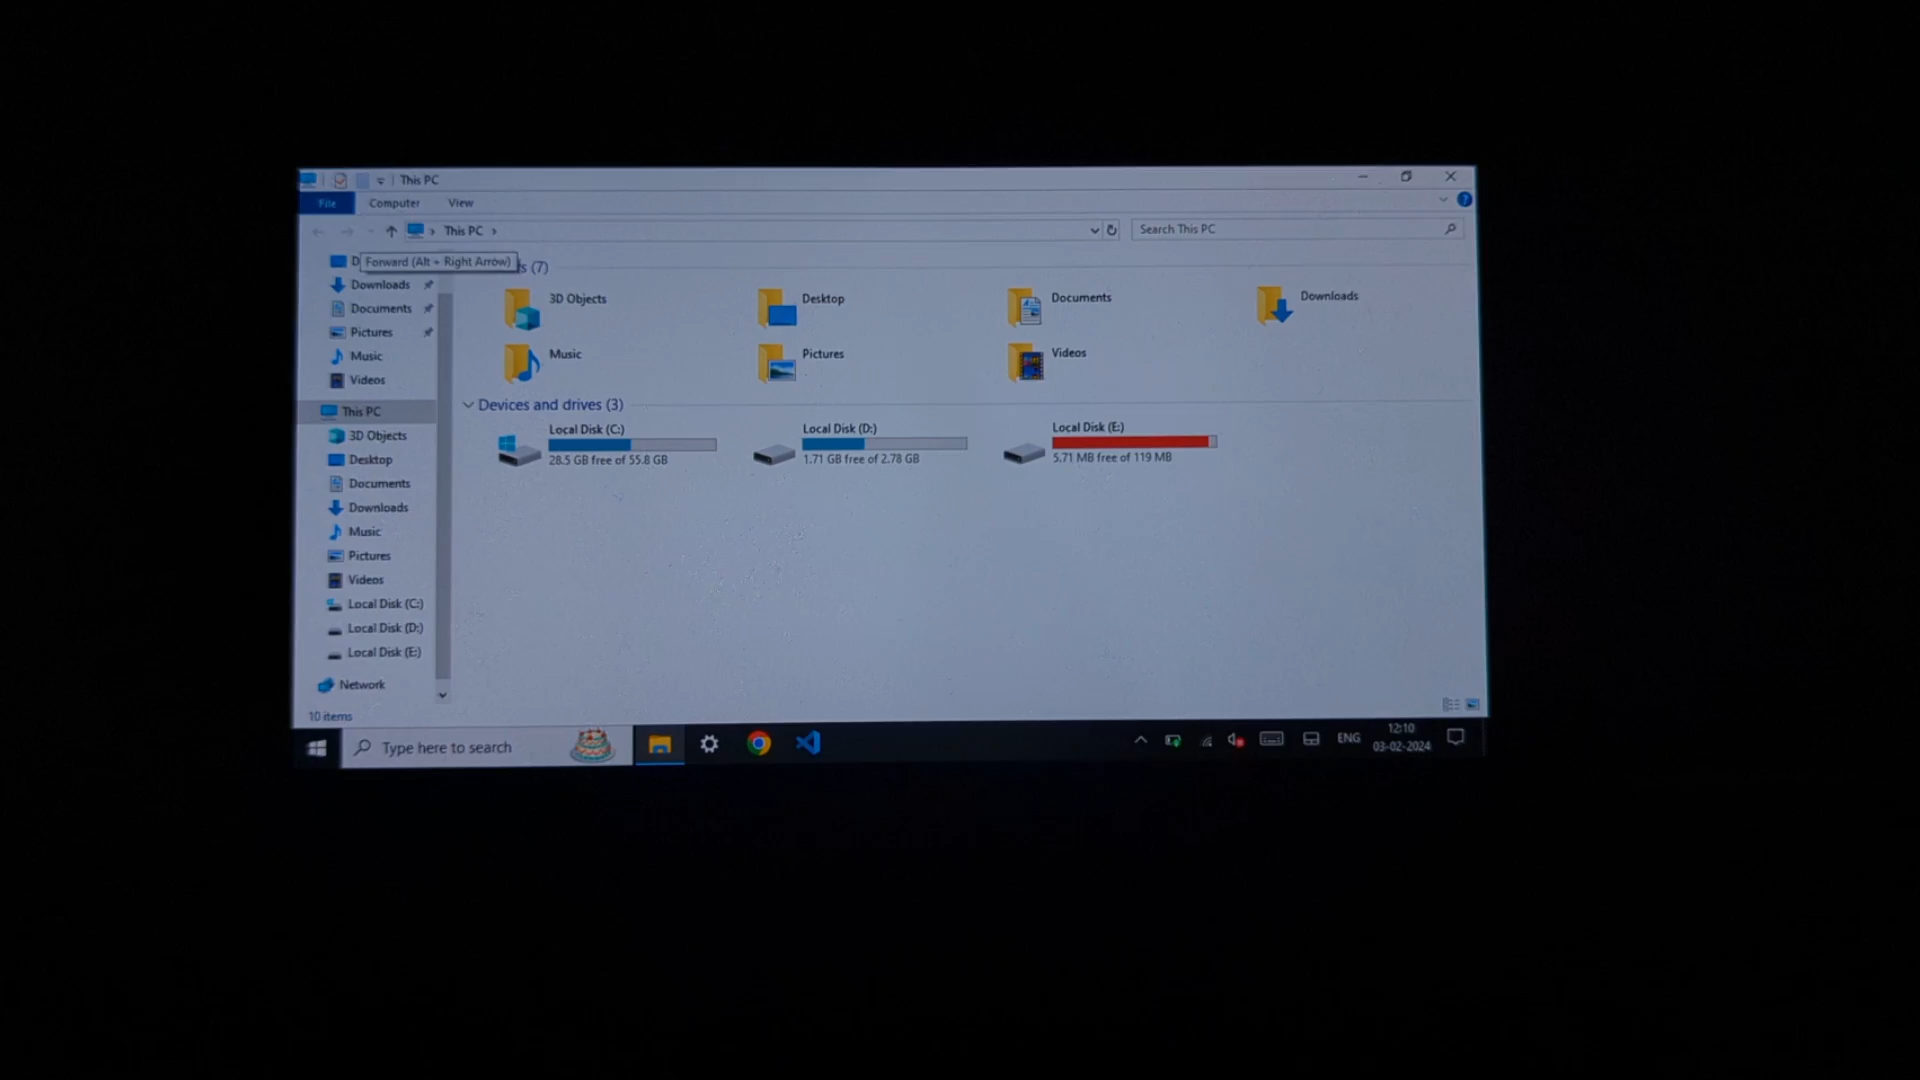 This PC
File Computer View
This PC
Search This PC
D
Forward (Alt + Right Arrow)
s (7)
Downloads
Documents
Pictures
Music
Videos
This PC
3D Objects
Desktop
Documents
Downloads
Music
Pictures
Videos
Local Disk (C:)
Local Disk (D:)
Local Disk (E:)
Network
10 items
3D Objects
Desktop
Documents
Downloads
Music
Pictures
Videos
Devices and drives (3)
Local Disk (C:)
28.5 GB free of 55.8 GB
Local Disk (D:)
1.71 GB free of 2.78 GB
Local Disk (E:)
5.71 MB free of 119 MB
Type here to search
ENG
12:10
03-02-2024